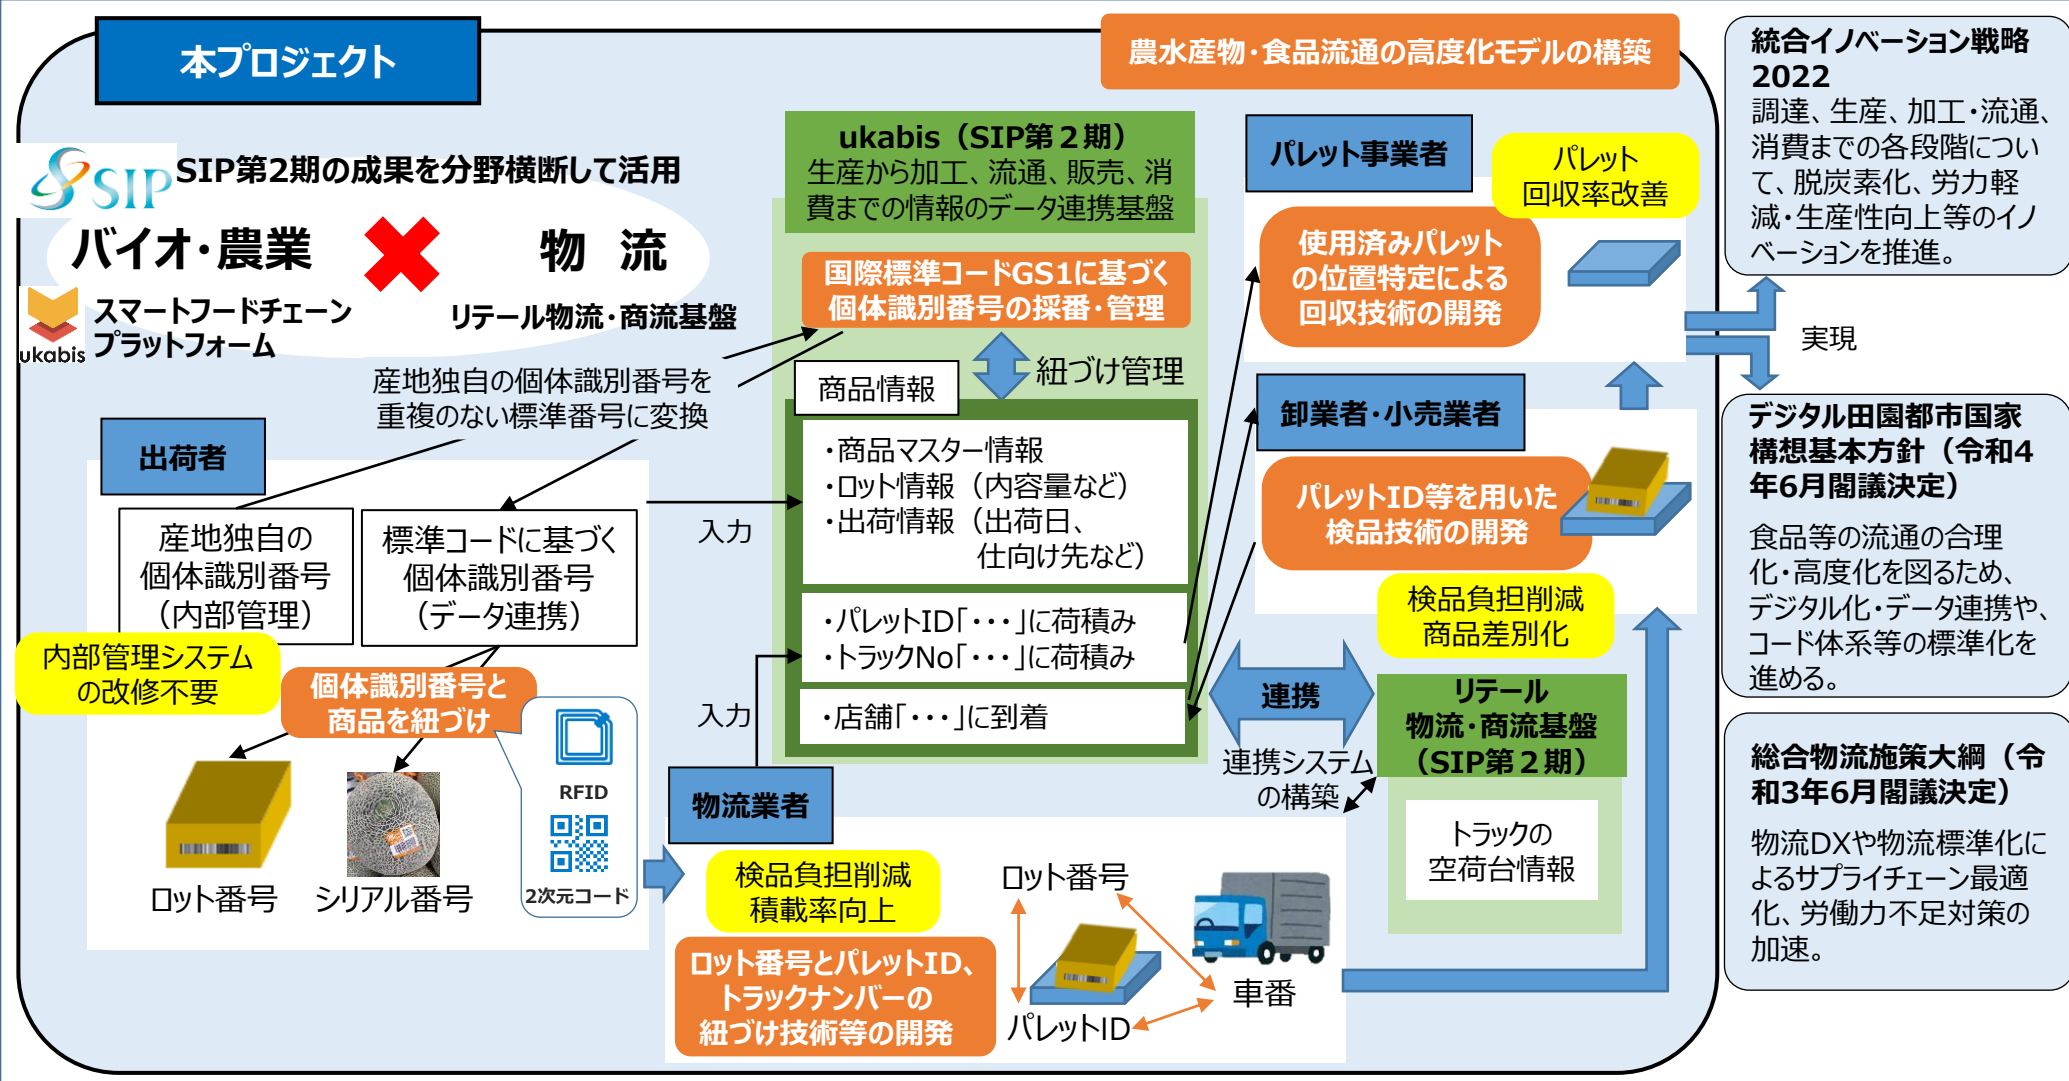 本プロジェクト
農水産物・食品流通の高度化モデルの構築
SIP
SIP第2期の成果を分野横断して活用
バイオ・農業
物 流
ukabis
スマートフードチェーン
プラットフォーム
リテール物流・商流基盤
ukabis（SIP第２期）
生産から加工、流通、販売、消
費までの情報のデータ連携基盤
国際標準コードGS1に基づく
個体識別番号の採番・管理
紐づけ管理
産地独自の個体識別番号を
重複のない標準番号に変換
商品情報
・商品マスター情報
・ロット情報（内容量など）
・出荷情報（出荷日、
仕向け先など）
・パレットID「・・・」に荷積み
・トラックNo「・・・」に荷積み
・店舗「・・・」に到着
出荷者
産地独自の
個体識別番号
（内部管理）
標準コードに基づく
個体識別番号
（データ連携）
入力
入力
内部管理システム
の改修不要
個体識別番号と
商品を紐づけ
RFID
2次元コード
ロット番号
シリアル番号
物流業者
検品負担削減
積載率向上
ロット番号とパレットID、
トラックナンバーの
紐づけ技術等の開発
ロット番号
パレットID
車番
パレット事業者
パレット
回収率改善
使用済みパレット
の位置特定による
回収技術の開発
卸業者・小売業者
パレットID等を用いた
検品技術の開発
検品負担削減
商品差別化
連携
連携システム
の構築
リテール
物流・商流基盤
（SIP第２期）
トラックの
空荷台情報
実現
統合イノベーション戦略
2022
調達、生産、加工・流通、
消費までの各段階につい
て、脱炭素化、労力軽
減・生産性向上等のイノ
ベーションを推進。
デジタル田園都市国家
構想基本方針（令和4
年6月閣議決定）
食品等の流通の合理
化・高度化を図るため、
デジタル化・データ連携や、
コード体系等の標準化を
進める。
総合物流施策大綱（令
和3年6月閣議決定）
物流DXや物流標準化に
よるサプライチェーン最適
化、労働力不足対策の
加速。